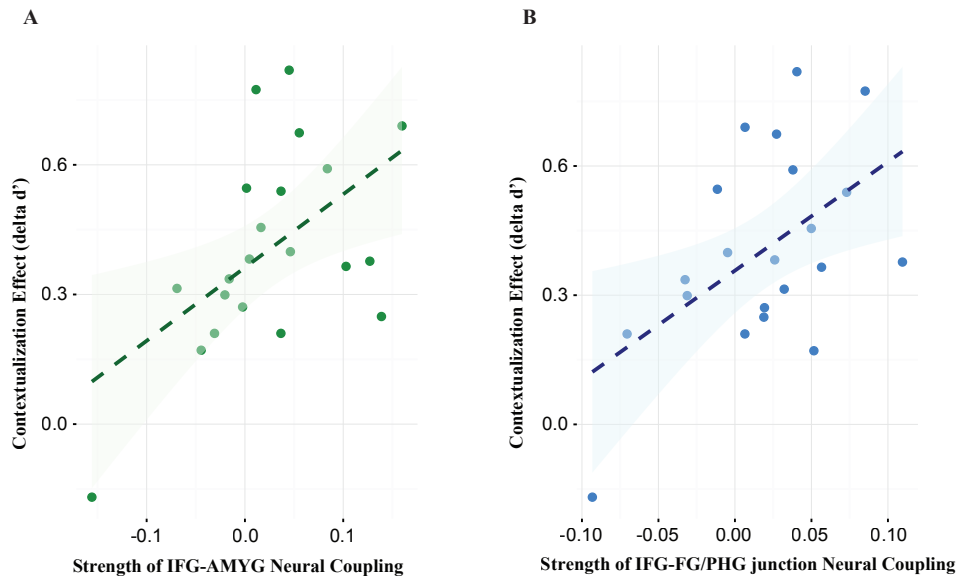 A
B
Contextualization Effect (delta d’)
0.6
0.3
0.0
-0.1
0.0
0.1
Strength of IFG-AMYG Neural Coupling
Contextualization Effect (delta d’)
0.6
0.3
0.0
-0.10
-0.05
0.00
0.05
0.10
Strength of IFG-FG/PHG junction Neural Coupling